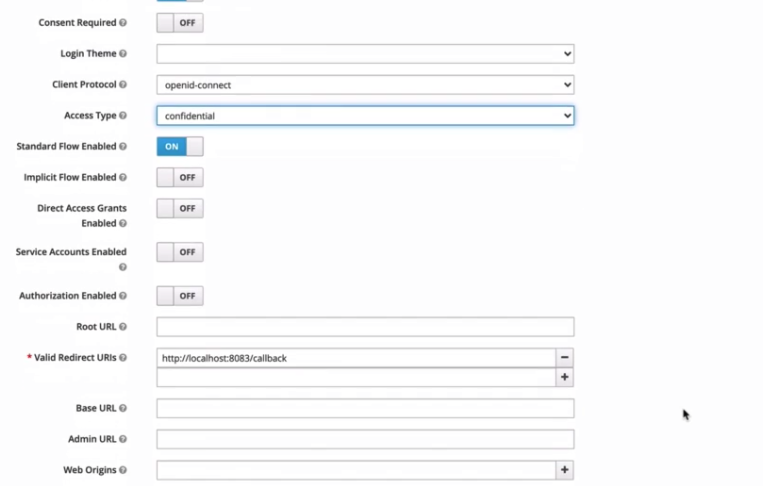 Consent Required OFF
Login Theme
Client Protocol openid-connect
Access Type confidential
Standard Flow Enabled ON
Implicit Flow Enabled OFF
Direct Access Grants OFF
Enabled
Service Accounts Enabled OFF
Authorization Enabled OFF
Root URL
* Valid Redirect URIs http://localhost:8083/callback
Base URL
Admin URL
Web Origins